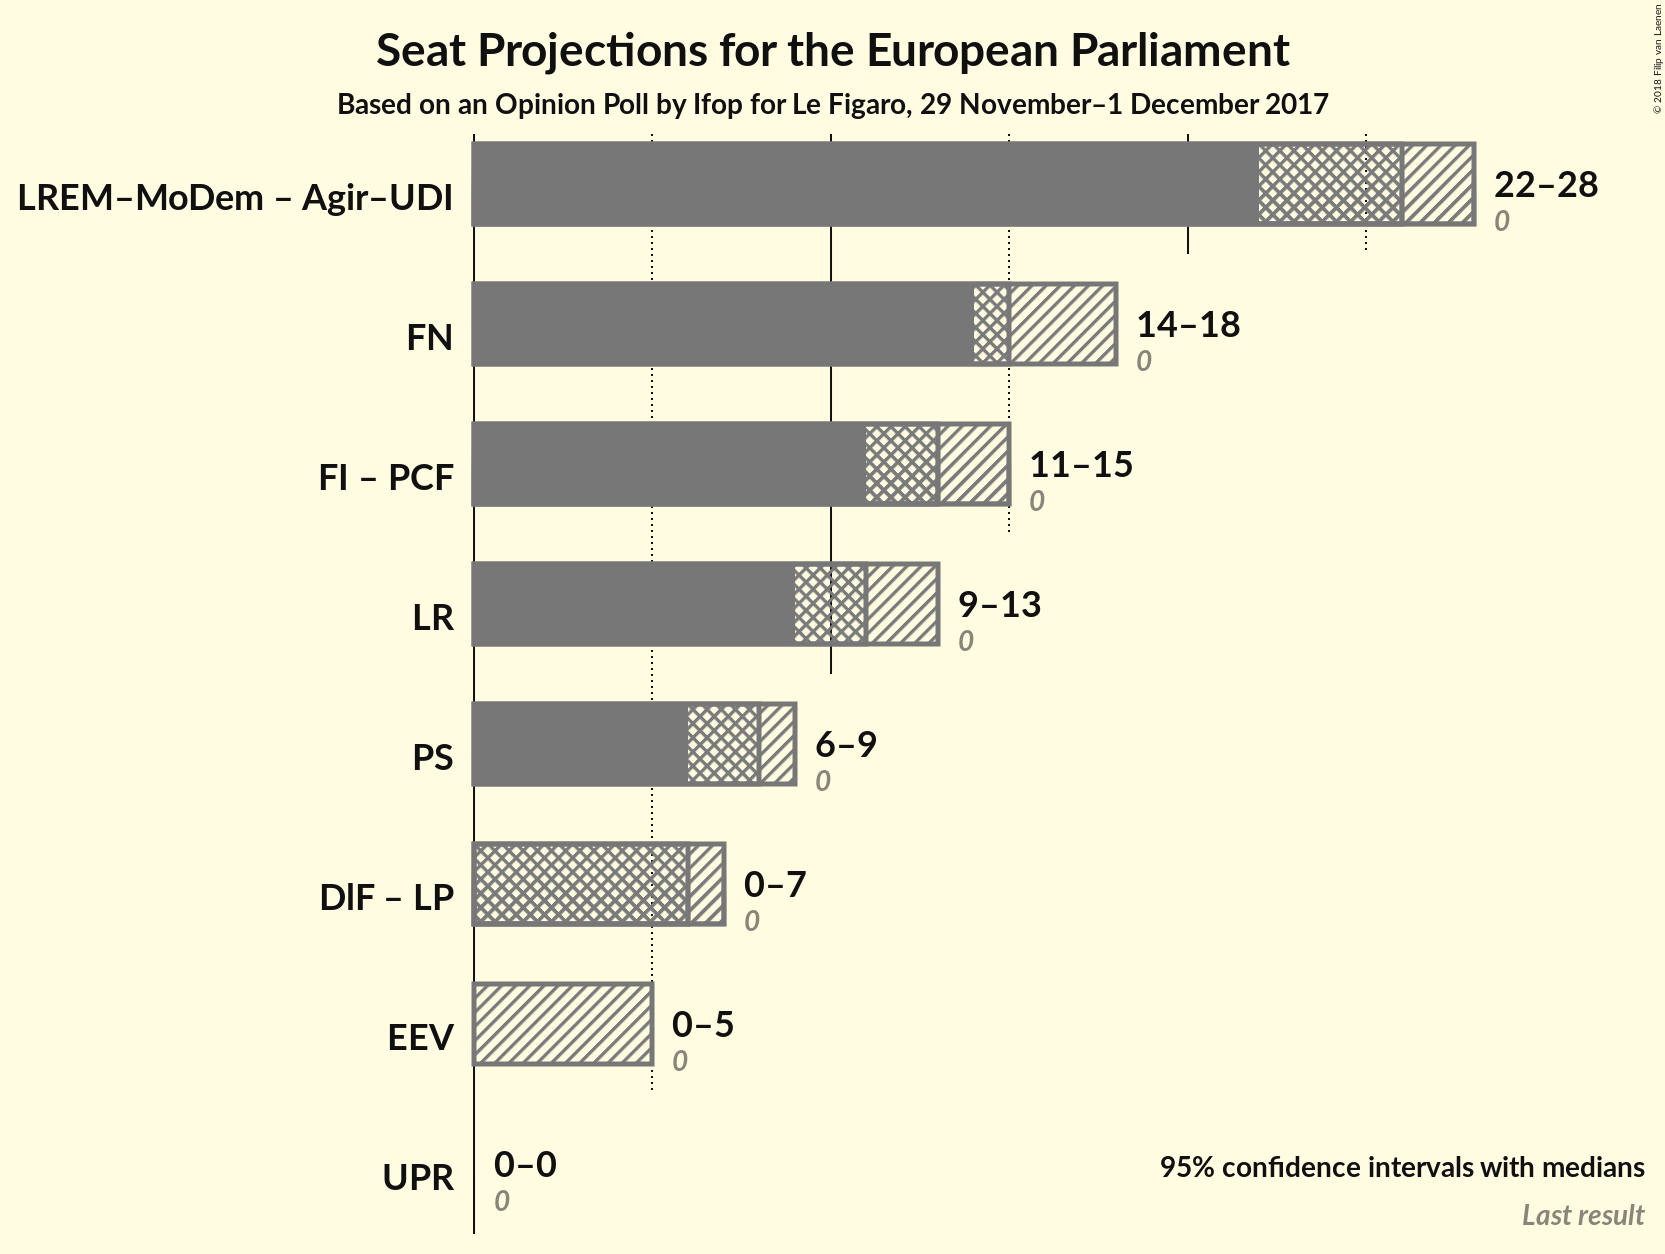 Seat Projections for the European Parliament
Based on an Opinion Poll by Ifop for Le Figaro, 29 November–1 December 2017
© 2018 Filip van Laenen
LREM–MoDem – Agir–UDI
22–28
0
FN
14–18
0
FI – PCF
11–15
0
LR
9–13
0
PS
6–9
0
DlF – LP
0–7
0
EEV
0–5
0
UPR
0–0
0
95% confidence intervals with medians
Last result